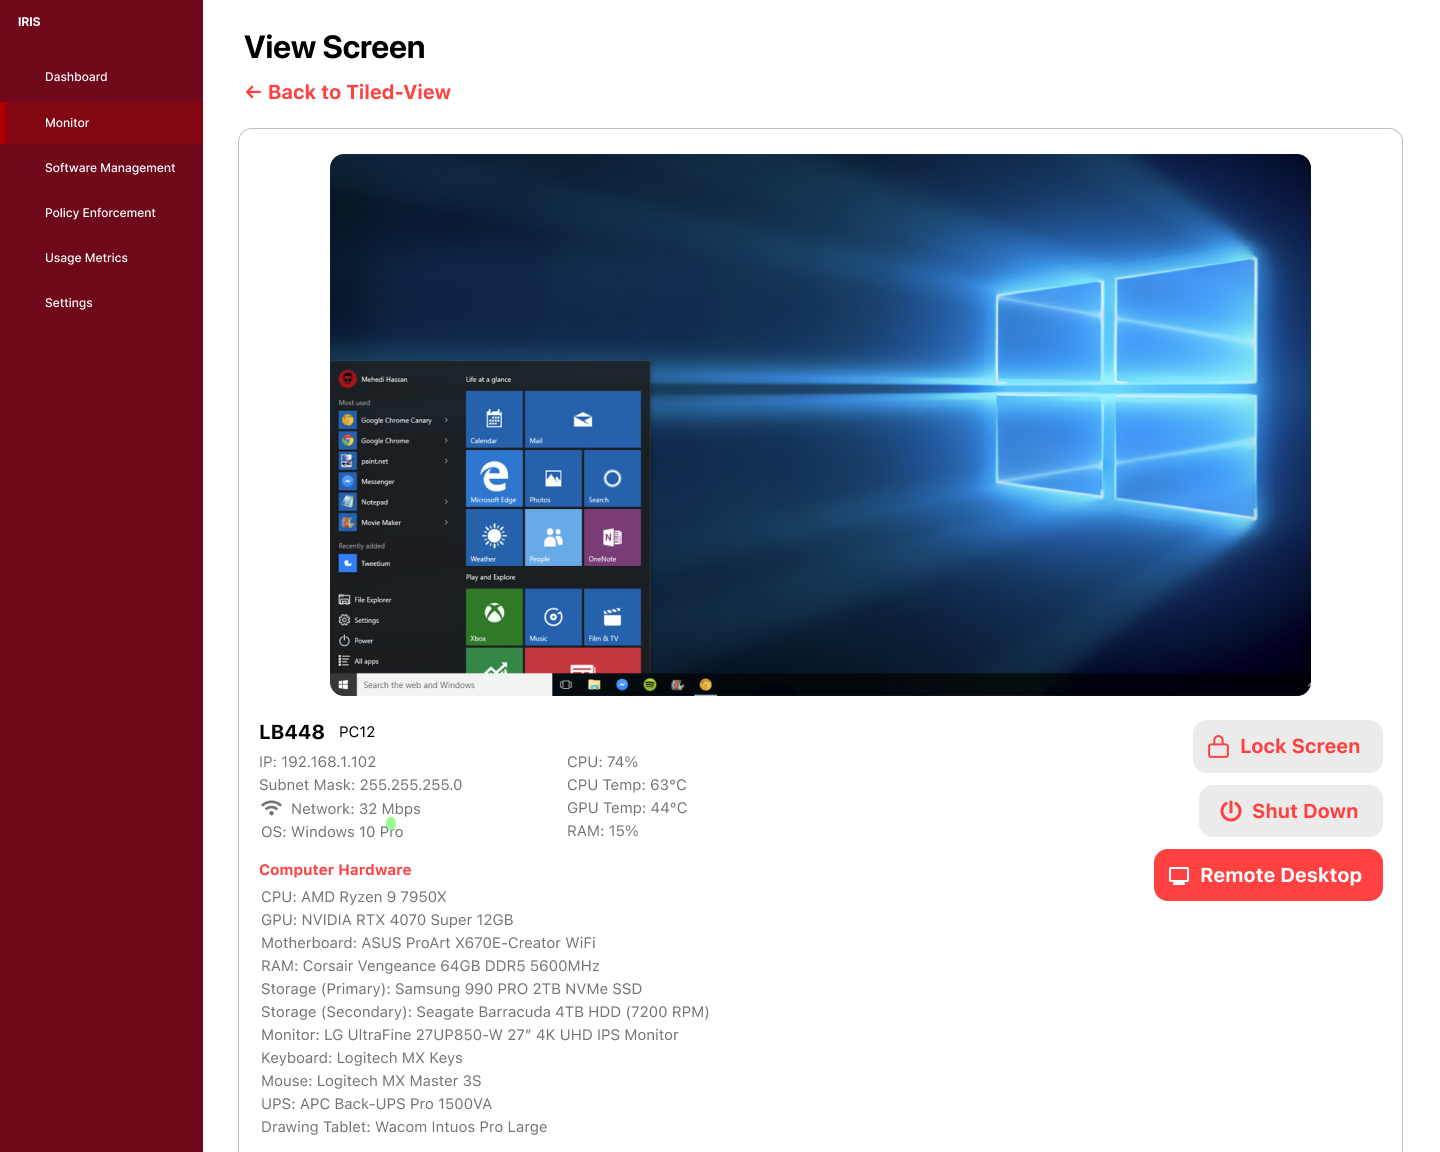 IRIS
Dashboard
Monitor
Software Management
Policy Enforcement
Usage Metrics
Settings
View Screen
← Back to Tiled-View
Mehedi Hassan
Life at a glance
Most used
Google Chrome Canary
Google Chrome
paint.net
Messenger
Notepad
Movie Maker
Recently added
Tweetium
File Explorer
Settings
Power
All apps
Calendar
Mail
Microsoft Edge
Photos
Search
Weather
People
OneNote
Play and Explore
Xbox
Music
Film & TV
Search the web and Windows
LB448 PC12
IP: 192.168.1.102
Subnet Mask: 255.255.255.0
Network: 32 Mbps
OS: Windows 10 Pro
CPU: 74%
CPU Temp: 63°C
GPU Temp: 44°C
RAM: 15%
Lock Screen
Shut Down
Remote Desktop
Computer Hardware
CPU: AMD Ryzen 9 7950X
GPU: NVIDIA RTX 4070 Super 12GB
Motherboard: ASUS ProArt X670E-Creator WiFi
RAM: Corsair Vengeance 64GB DDR5 5600MHz
Storage (Primary): Samsung 990 PRO 2TB NVMe SSD
Storage (Secondary): Seagate Barracuda 4TB HDD (7200 RPM)
Monitor: LG UltraFine 27UP850-W 27" 4K UHD IPS Monitor
Keyboard: Logitech MX Keys
Mouse: Logitech MX Master 3S
UPS: APC Back-UPS Pro 1500VA
Drawing Tablet: Wacom Intuos Pro Large